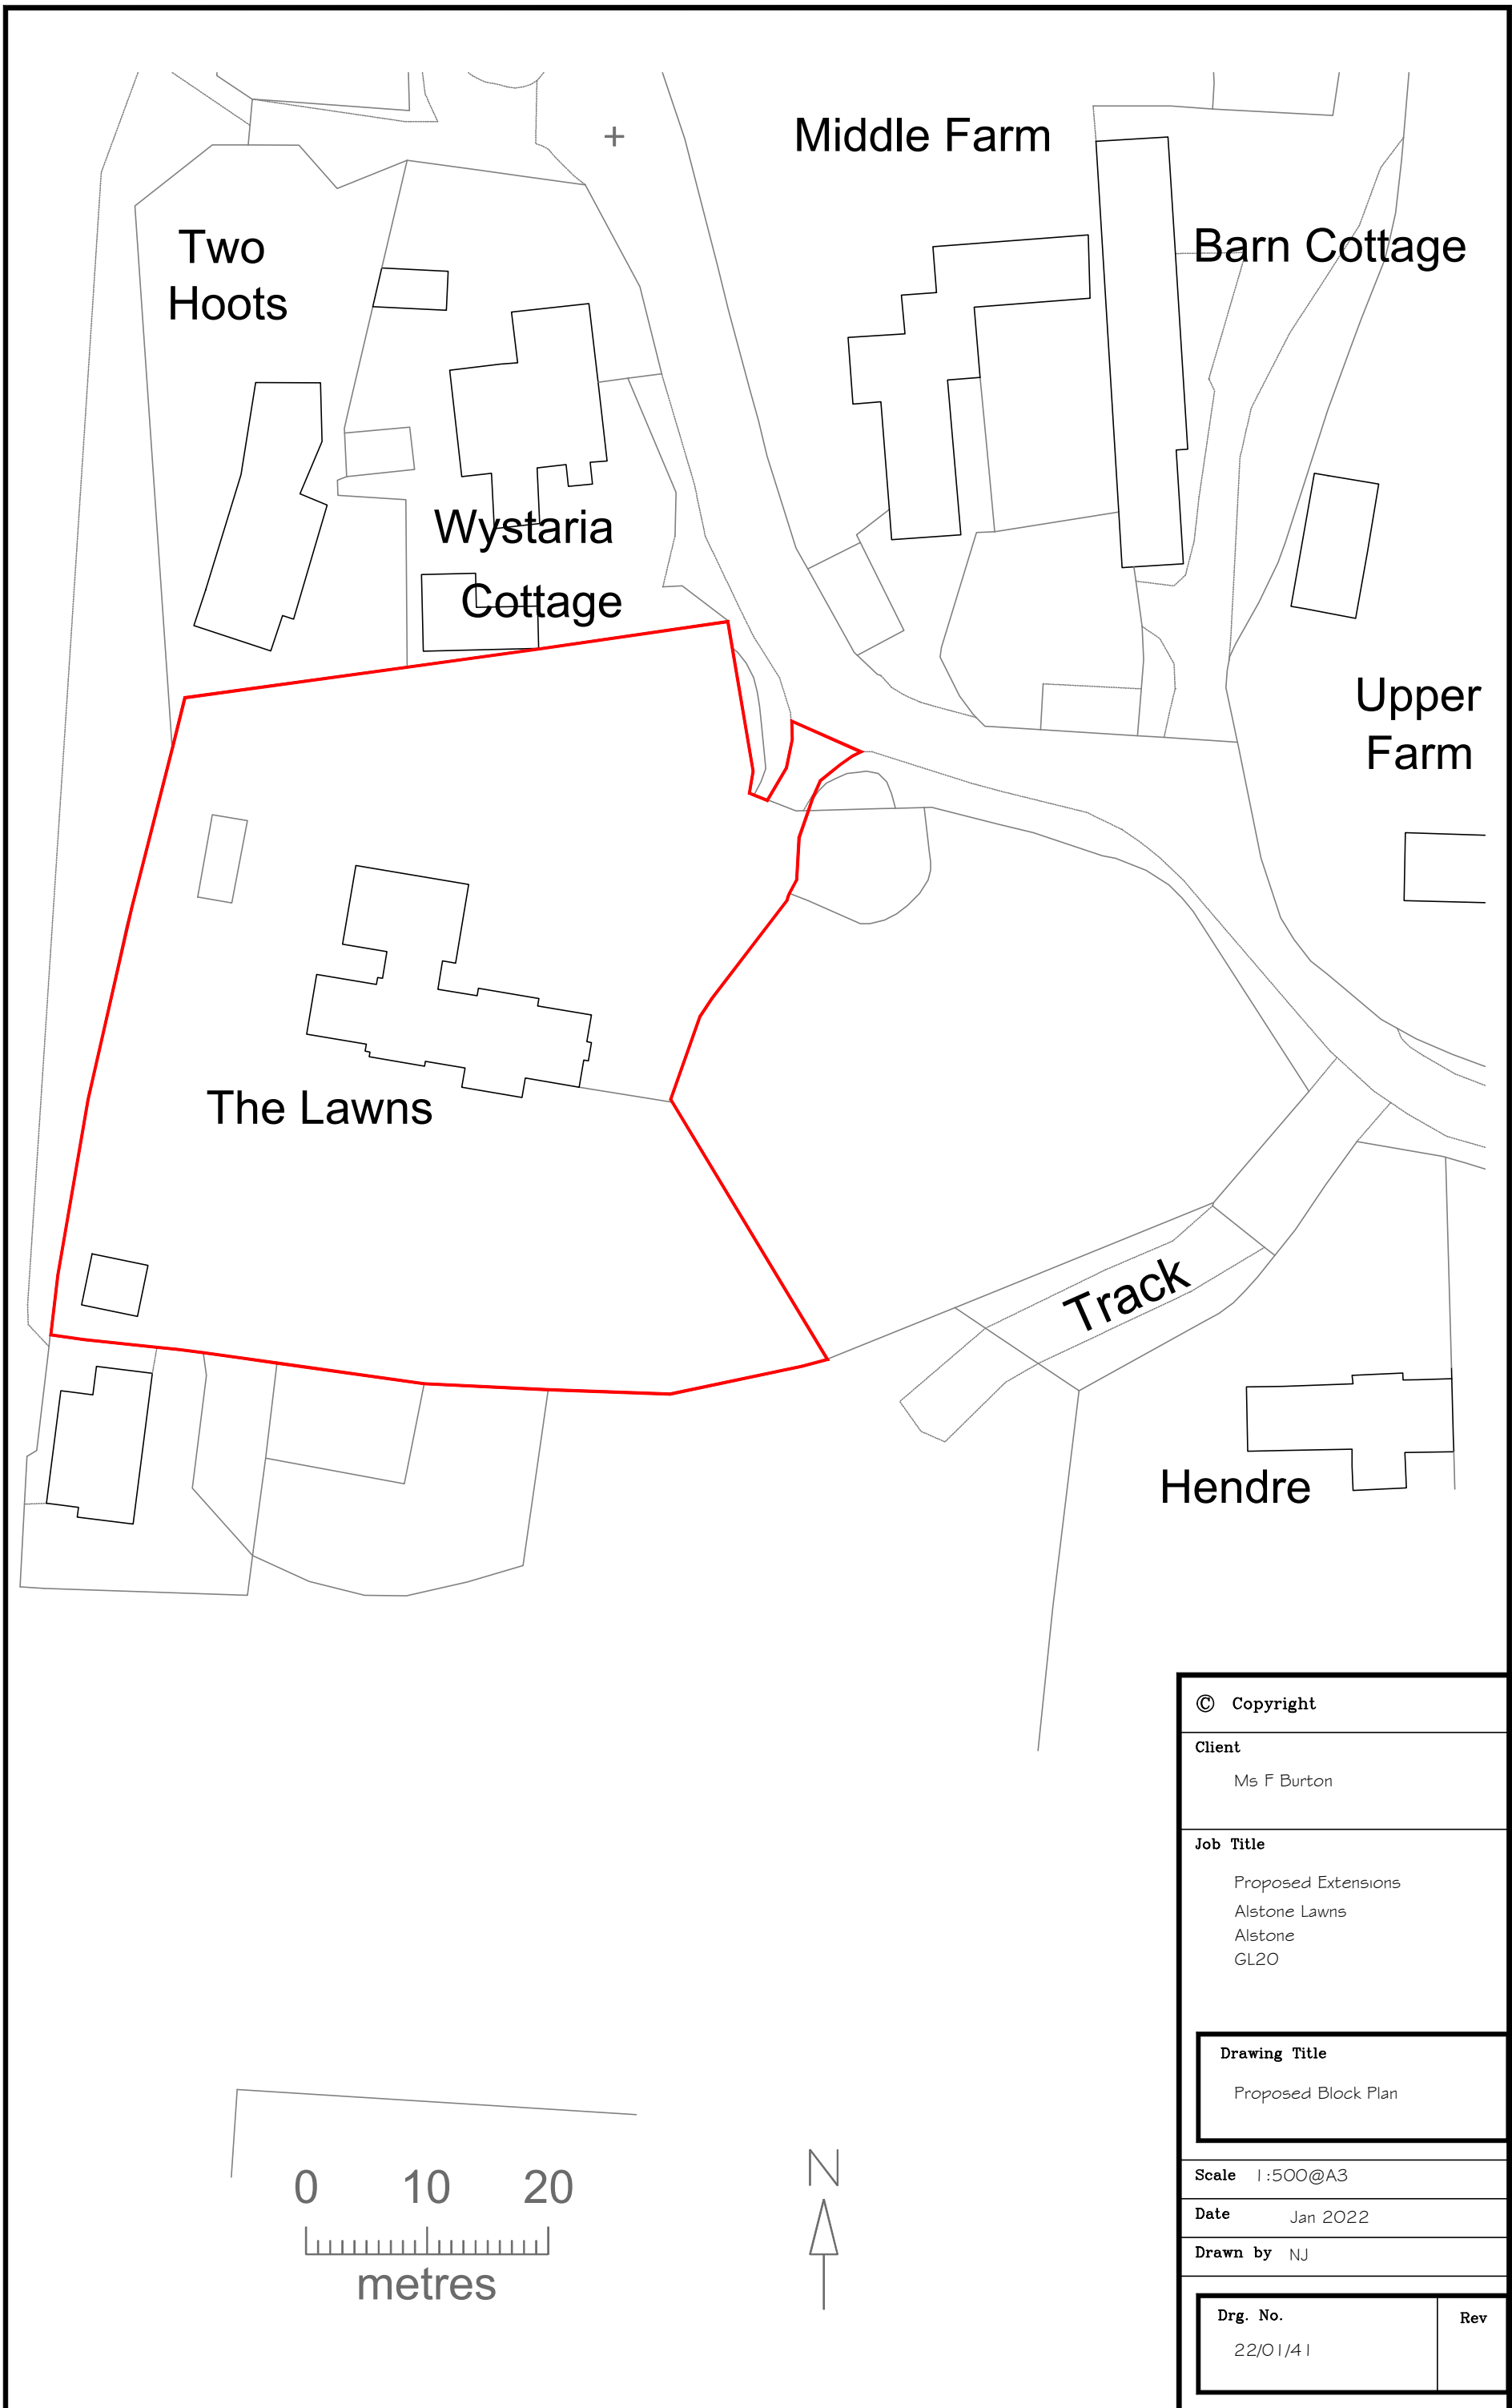 Middle Farm
Two
Hoots
Barn Cottage
Wystaria
Cottage
Upper
Farm
The Lawns
Track
Hendre
© Copyright
Client
Ms F Burton
Job Title
Proposed Extensions
Alstone Lawns
Alstone
GL20
Drawing Title
Proposed Block Plan
Scale 1:500@A3
Date Jan 2022
Drawn by NJ
Drg. No. Rev
22/01/41
0 10 20
metres
N